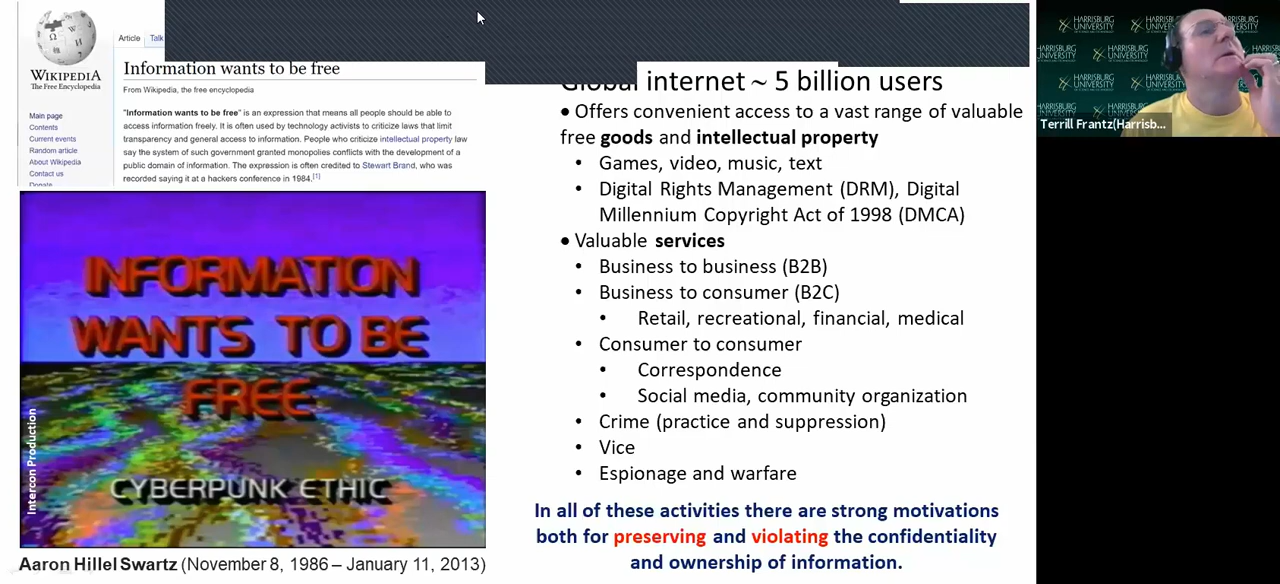 WIKIPEDIA
The Free Encyclopedia
Main page
Contents
Current events
Random article
About Wikipedia
Contact us
Donate
Article Talk
Information wants to be free
From Wikipedia, the free encyclopedia
"Information wants to be free" is an expression that means all people should be able to
access information freely. It is often used by technology activists to criticize laws that limit
transparency and general access to information. People who criticize intellectual property law
say the system of such government granted monopolies conflicts with the development of a
public domain of information. The expression is often credited to Stewart Brand, who was
recorded saying it at a hackers conference in 1984.[1]
INFORMATION
WANTS TO BE
FREE
CYBERPUNK ETHIC
Intercon Production
Aaron Hillel Swartz (November 8, 1986 – January 11, 2013)
Global internet ~ 5 billion users
• Offers convenient access to a vast range of valuable
free goods and intellectual property
• Games, video, music, text
• Digital Rights Management (DRM), Digital
Millennium Copyright Act of 1998 (DMCA)
• Valuable services
• Business to business (B2B)
• Business to consumer (B2C)
• Retail, recreational, financial, medical
• Consumer to consumer
• Correspondence
• Social media, community organization
• Crime (practice and suppression)
• Vice
• Espionage and warfare
In all of these activities there are strong motivations
both for preserving and violating the confidentiality
and ownership of information.
HARRISBURG
UNIVERSITY
Terrill Frantz(Harrisb...